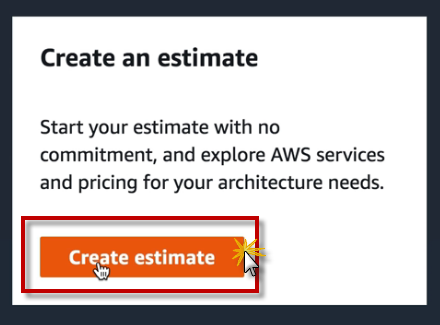 Create an estimate
Start your estimate with no
commitment, and explore AWS services
and pricing for your architecture needs.
Create estimate